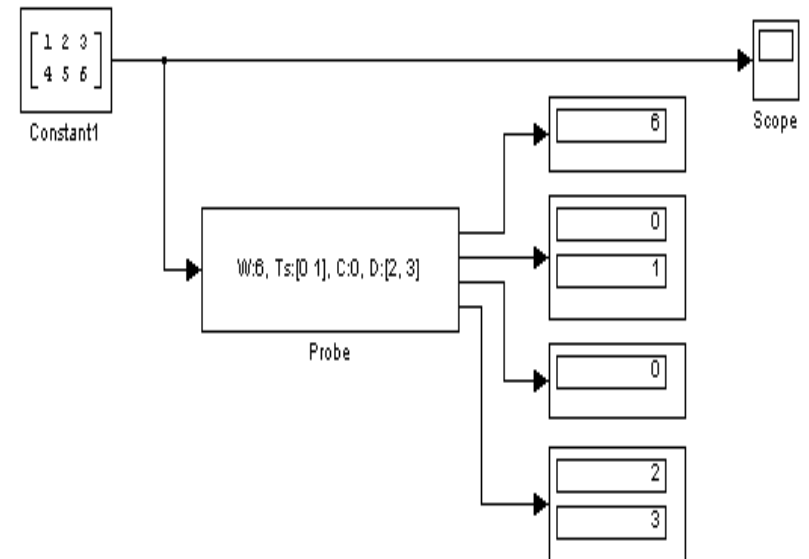 1 2 3
4 5 6
Constant1
Scope
6
0
1
W:6, Ts:[0 1], C:0, D:[2, 3]
Probe
0
2
3